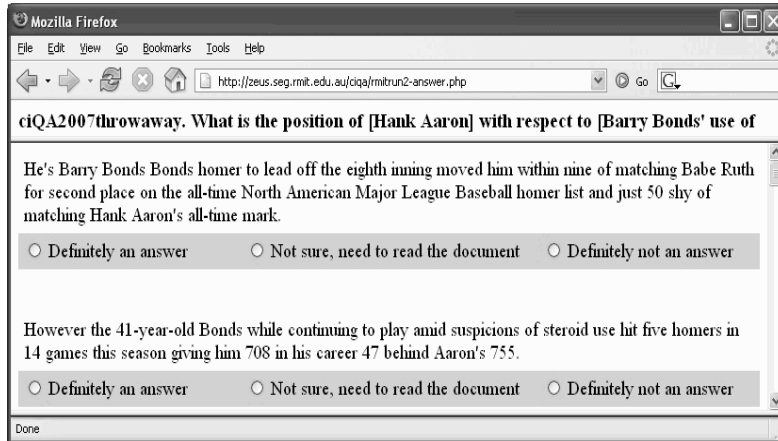 Mozilla Firefox
File Edit View Go Bookmarks Tools Help
http://zeus.seg.rmit.edu.au/ciqa/rmitrun2-answer.php Go G
ciQA2007throwaway. What is the position of [Hank Aaron] with respect to [Barry Bonds' use of
He's Barry Bonds Bonds homer to lead off the eighth inning moved him within nine of matching Babe Ruth
for second place on the all-time North American Major League Baseball homer list and just 50 shy of
matching Hank Aaron's all-time mark.
Definitely an answer Not sure, need to read the document Definitely not an answer
However the 41-year-old Bonds while continuing to play amid suspicions of steroid use hit five homers in
14 games this season giving him 708 in his career 47 behind Aaron's 755.
Definitely an answer Not sure, need to read the document Definitely not an answer
Done